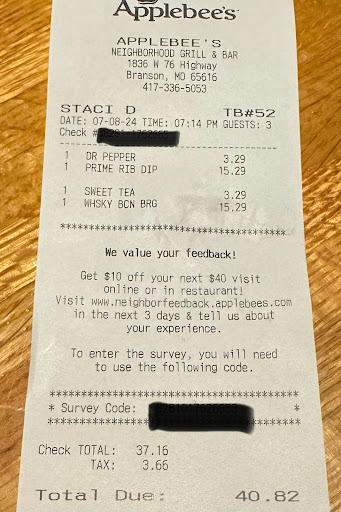 Applebee's
APPLEBEE'S
NEIGHBORHOOD GRILL & BAR
1836 W 76 Highway
Branson, MO 65616
417-336-5053
STACI D TB#52
DATE: 07-08-24 TIME: 07:14 PM GUESTS: 3
Check #
1 DR PEPPER 3.29
1 PRIME RIB DIP 15.29
1 SWEET TEA 3.29
1 WHSKY BCN BRG 15.29
****************************************
We value your feedback!
Get $10 off your next $40 visit
online or in restaurant!
Visit www.neighborfeedback.applebees.com
in the next 3 days & tell us about
your experience.
To enter the survey, you will need
to use the following code.
****************************************
* Survey Code: *
****************************************
Check TOTAL: 37.16
TAX: 3.66
Total Due: 40.82